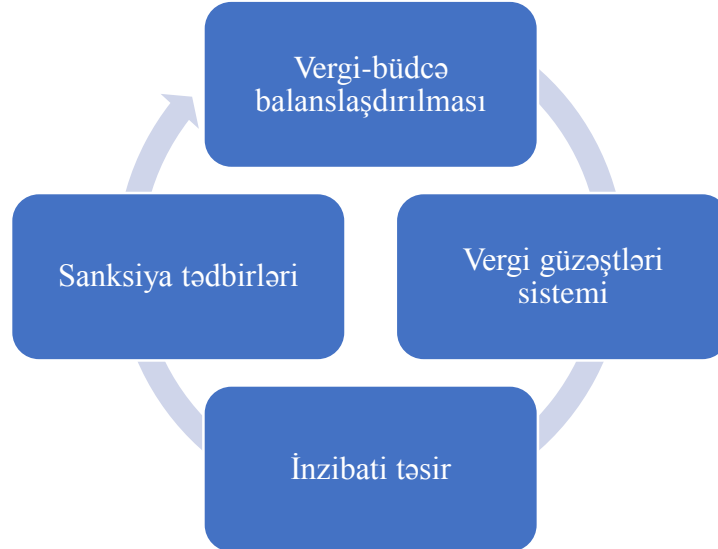 Vergi-büdcə
balanslaşdırılması
Sanksiya tədbirləri
Vergi güzəştləri
sistemi
İnzibati təsir